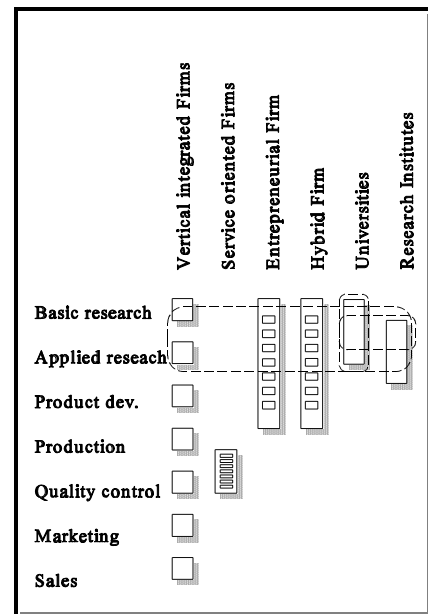 Vertical integrated Firms
Service oriented Firms
Entrepreneurial Firm
Hybrid Firm
Universities
Research Institutes
Basic research
Applied reseach
Product dev.
Production
Quality control
Marketing
Sales